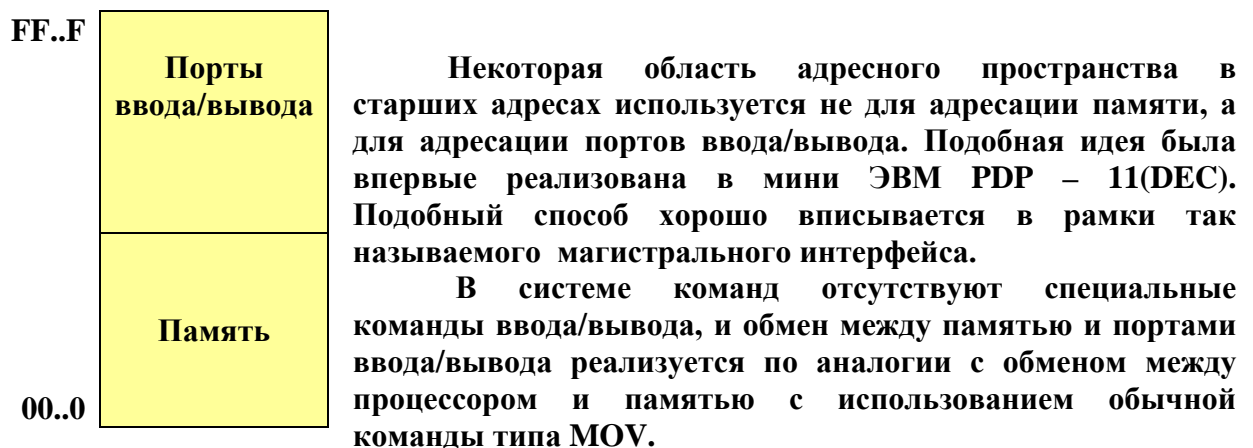 FF..F
Порты
ввода/вывода
Память
00..0
Некоторая область адресного пространства в
старших адресах используется не для адресации памяти, а
для адресации портов ввода/вывода. Подобная идея была
впервые реализована в мини ЭВМ PDP – 11(DEC).
Подобный способ хорошо вписывается в рамки так
называемого магистрального интерфейса.
В системе команд отсутствуют специальные
команды ввода/вывода, и обмен между памятью и портами
ввода/вывода реализуется по аналогии с обменом между
процессором и памятью с использованием обычной
команды типа MOV.